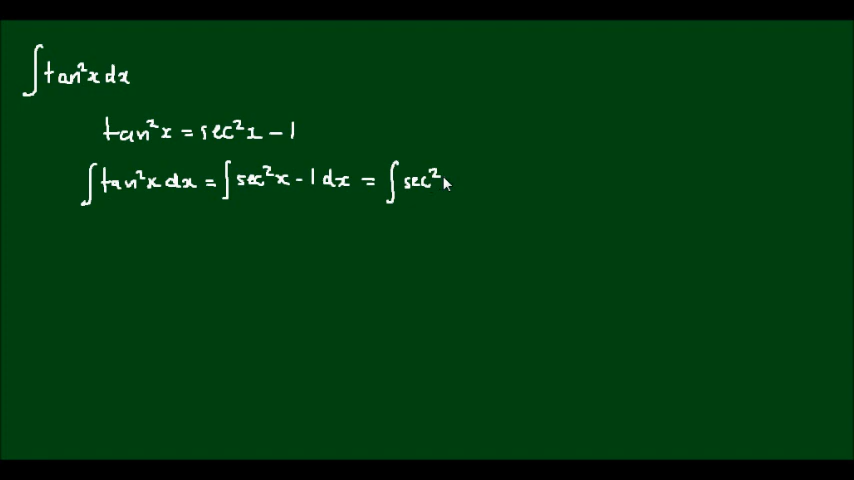 ∫tan²x dx
tan²x = sec²x - 1
∫tan²x dx = ∫sec²x - 1 dx = ∫sec²